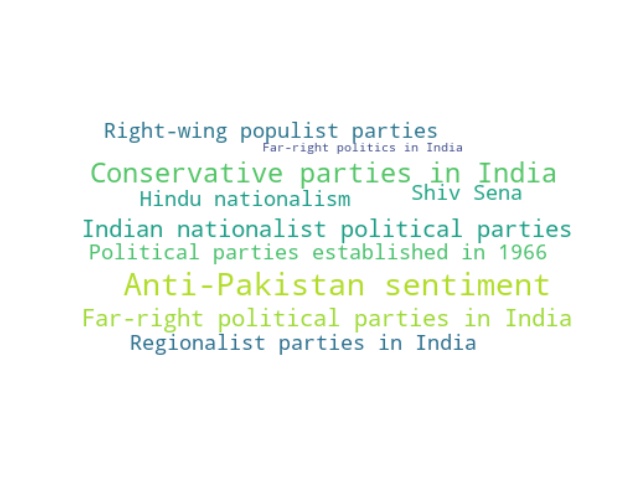 Right-wing populist parties
Far-right politics in India
Conservative parties in India
Shiv Sena
Hindu nationalism
Indian nationalist political parties
Political parties established in 1966
Anti-Pakistan sentiment
Far-right political parties in India
Regionalist parties in India